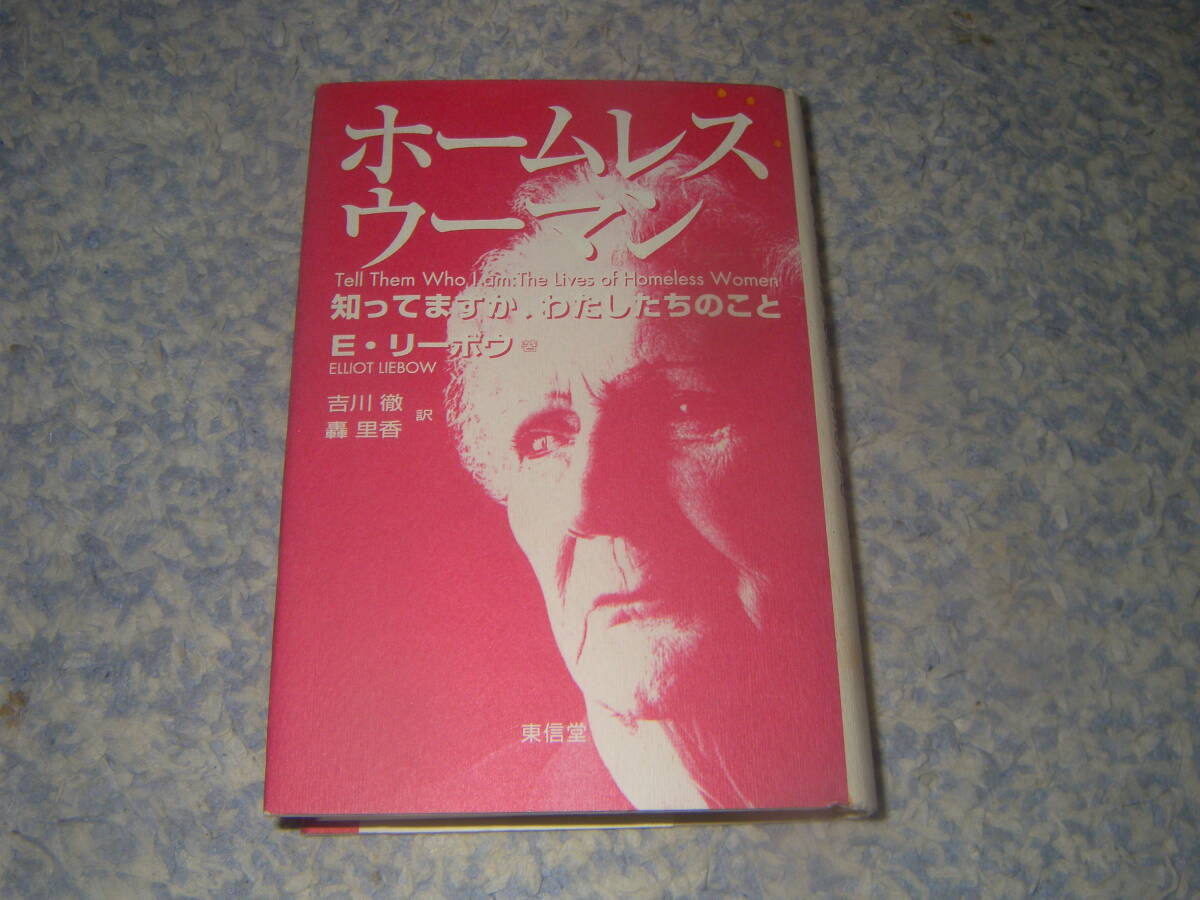 ホームレス
ウーマン
Tell Them Who I am:The Lives of Homeless Women
知ってますか、わたしたちのこと
E・リーボウ 著
ELLIOT LIEBOW
吉川 徹
轟 里香 訳
東信堂